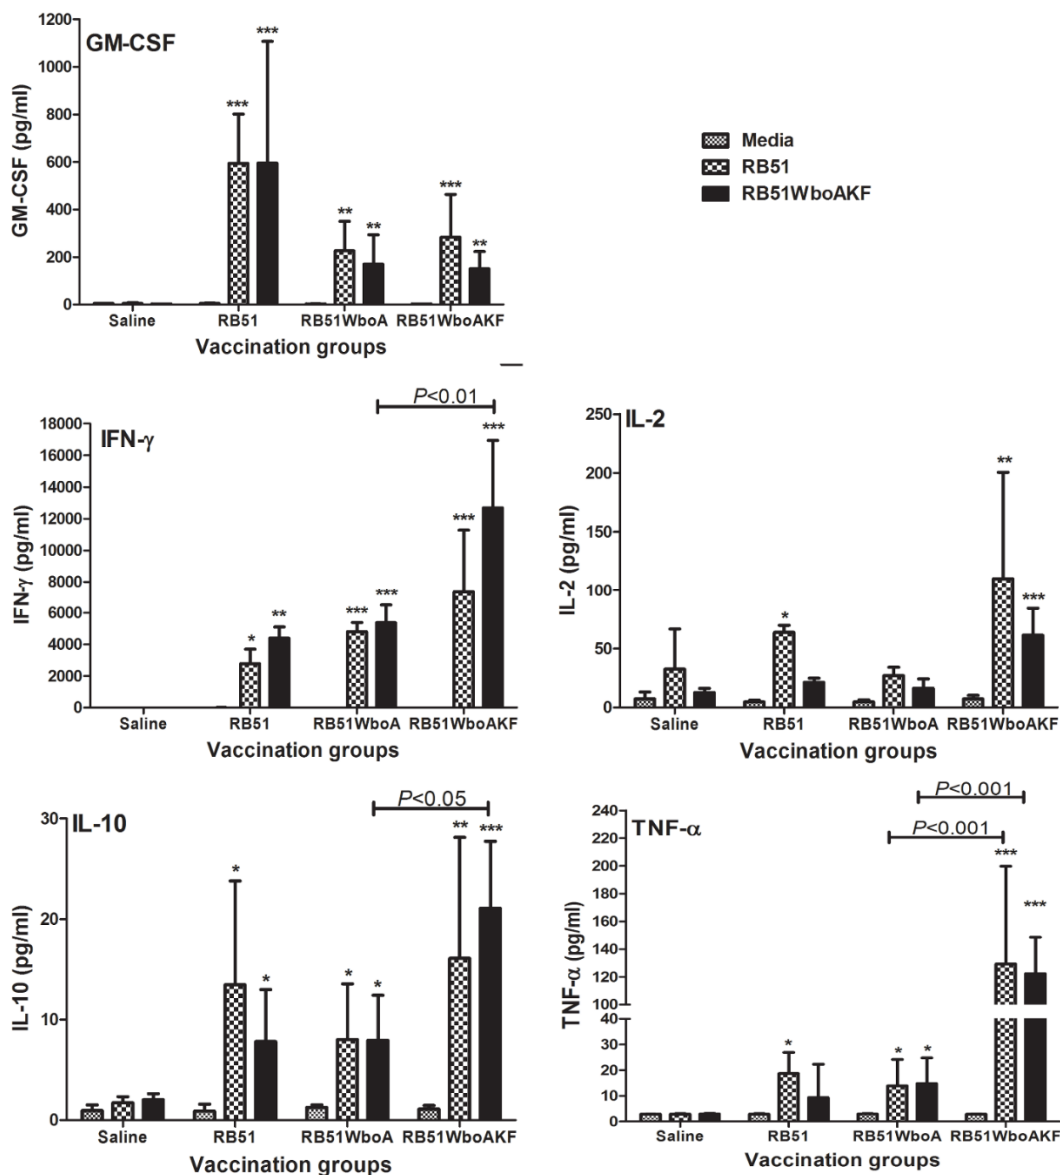 GM-CSF
GM-CSF (pg/ml)
1200
1000
800
600
400
200
0
*** *** ** ** *** **
Saline RB51 RB51WboA RB51WboAKF
Vaccination groups
Media
RB51
RB51WboAKF
IFN-γ
IFN-γ (pg/ml)
P<0.01
18000
16000
14000
12000
10000
8000
6000
4000
2000
0
* ** *** *** *** ***
Saline RB51 RB51WboA RB51WboAKF
Vaccination groups
IL-2
IL-2 (pg/ml)
250
200
150
100
50
0
* ** ***
Saline RB51 RB51WboA RB51WboAKF
Vaccination groups
IL-10
IL-10 (pg/ml)
P<0.05
30
20
10
0
* * * * ** ***
Saline RB51 RB51WboA RB51WboAKF
Vaccination groups
TNF-α
TNF-α (pg/ml)
P<0.001
P<0.001
240
220
200
180
160
140
120
100
40
30
20
10
0
* * * *** ***
Saline RB51 RB51WboA RB51WboAKF
Vaccination groups